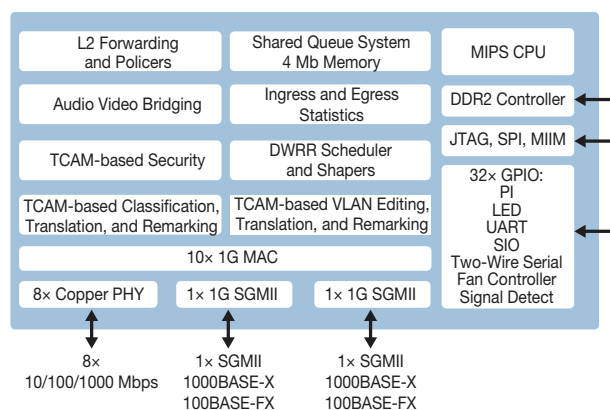 L2 Forwarding
and Policers
Shared Queue System
4 Mb Memory
MIPS CPU
Audio Video Bridging
Ingress and Egress
Statistics
DDR2 Controller
JTAG, SPI, MIIM
TCAM-based Security
DWRR Scheduler
and Shapers
32× GPIO:
PI
LED
UART
SIO
Two-Wire Serial
Fan Controller
Signal Detect
TCAM-based Classification,
Translation, and Remarking
TCAM-based VLAN Editing,
Translation, and Remarking
10× 1G MAC
8× Copper PHY
1× 1G SGMII
1× 1G SGMII
8×
10/100/1000 Mbps
1× SGMII
1000BASE-X
100BASE-FX
1× SGMII
1000BASE-X
100BASE-FX